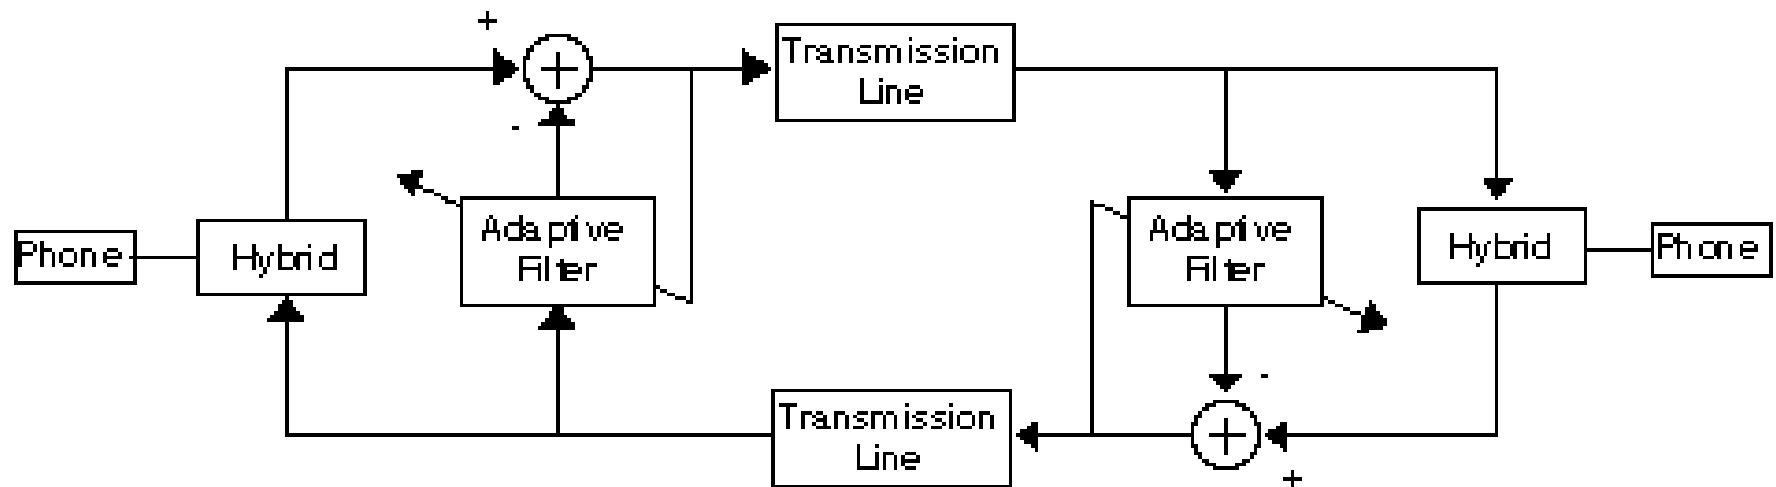 +
+
Transmission
Line
-
Phone
Hybrid
Adaptive
Filter
Adaptive
Filter
Hybrid
Phone
-
Transmission
Line
+
+